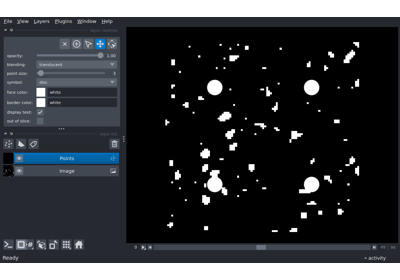 File View Layers Plugins Window Help
opacity: 1.00
blending: translucent
point size:
symbol: disc
face color: white
border color: white
display text:
out of slice:
Points
Image
0
Ready
activity